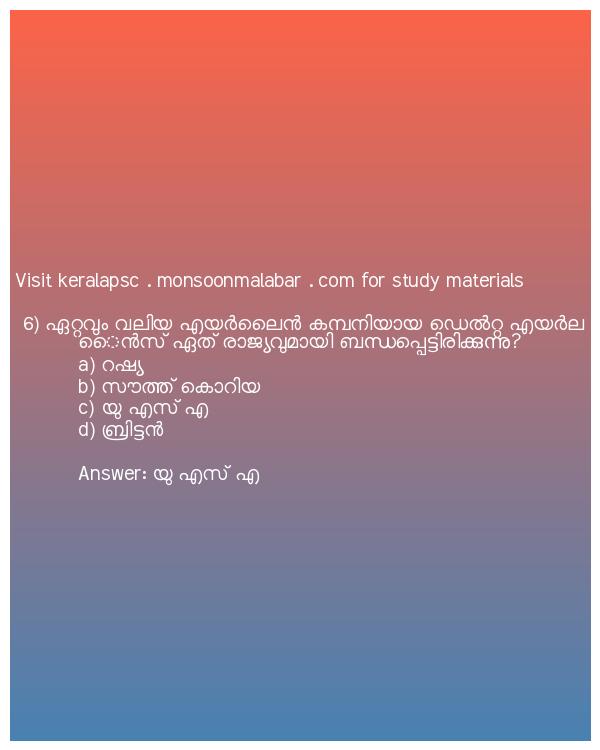 Visit keralapsc . monsoonmalabar . com for study materials
6) ഏറ്റവും വലിയ എയർലൈൻ കമ്പനിയായ ഡെൽറ്റ എയർല
ൈൻസ് ഏത് രാജ്യവുമായി ബന്ധപ്പെട്ടിരിക്കുന്നു?
a) റഷ്യ
b) സൗത്ത് കൊറിയ
c) യു എസ് എ
d) ബ്രിട്ടൻ
Answer: യു എസ് എ